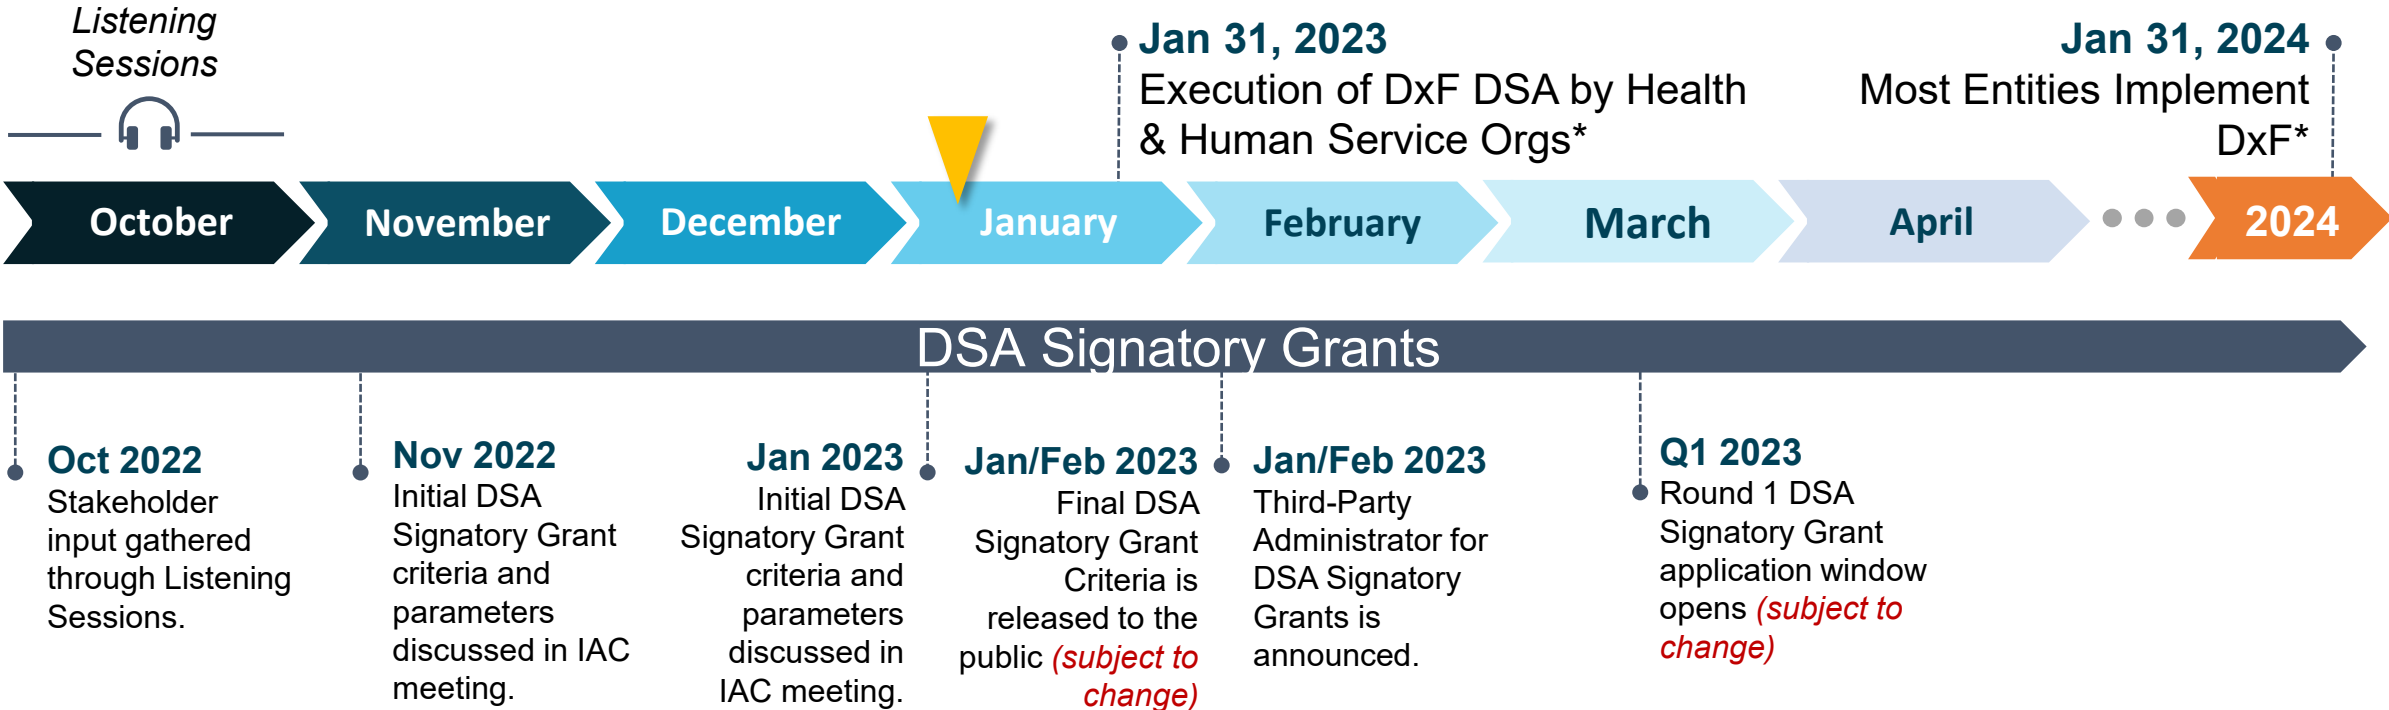 Listening
Sessions
Jan 31, 2023
Execution of DxF DSA by Health
& Human Service Orgs*
Jan 31, 2024
Most Entities Implement
DxF*
October
November
December
January
February
March
April
2024
DSA Signatory Grants
Oct 2022
Stakeholder
input gathered
through Listening
Sessions.
Nov 2022
Initial DSA
Signatory Grant
criteria and
parameters
discussed in IAC
meeting.
Jan 2023
Initial DSA
Signatory Grant
criteria and
parameters
discussed in
IAC meeting.
Jan/Feb 2023
Final DSA
Signatory Grant
Criteria is
released to the
public (subject to
change)
Jan/Feb 2023
Third-Party
Administrator for
DSA Signatory
Grants is
announced.
Q1 2023
Round 1 DSA
Signatory Grant
application window
opens (subject to
change)